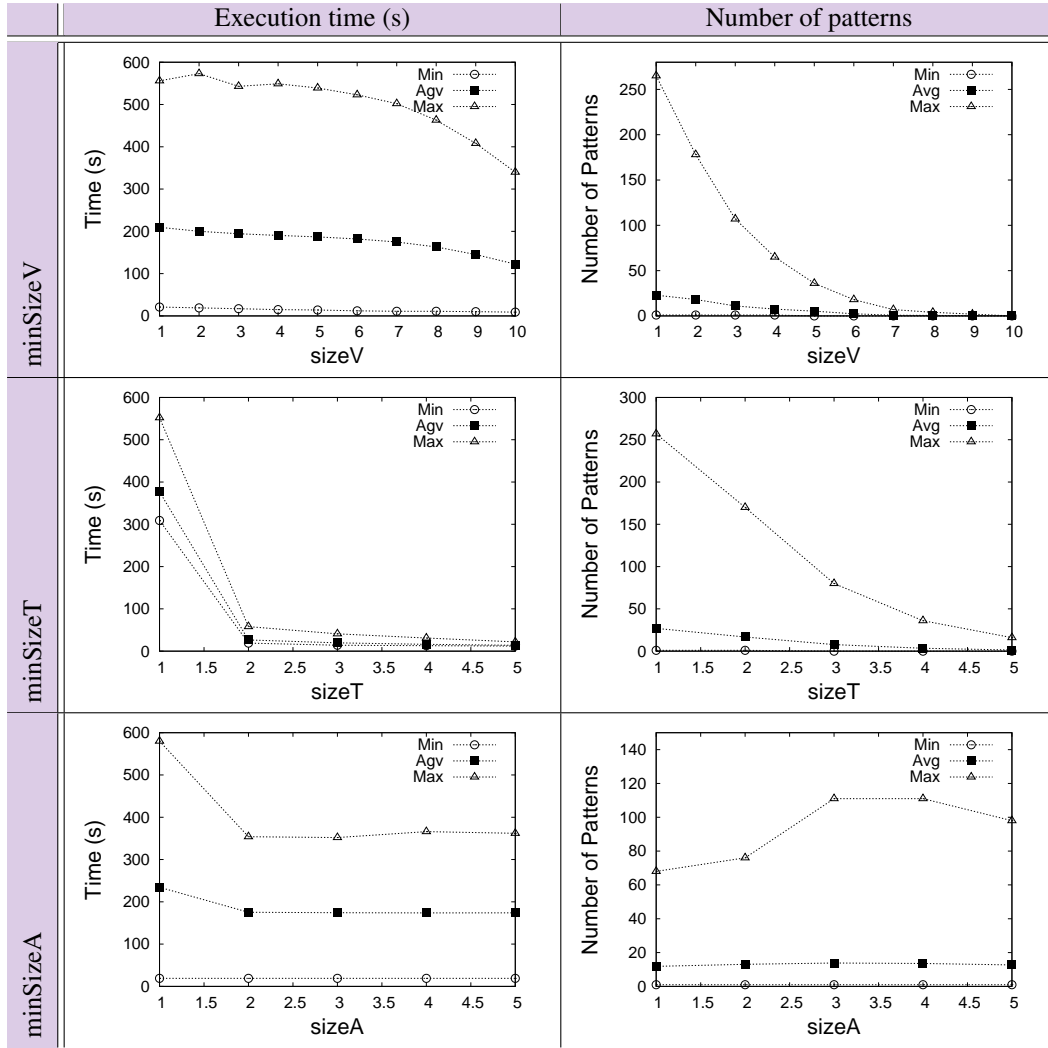 Execution time (s) Number of patterns
minSizeV
600
500
400
300
200
100
0
Time (s)
Min
Agv
Max
1 2 3 4 5 6 7 8 9 10
sizeV
250
200
150
100
50
0
Number of Patterns
Min
Avg
Max
1 2 3 4 5 6 7 8 9 10
sizeV
minSizeT
600
500
400
300
200
100
0
Time (s)
Min
Agv
Max
1 1.5 2 2.5 3 3.5 4 4.5 5
sizeT
300
250
200
150
100
50
0
Number of Patterns
Min
Avg
Max
1 1.5 2 2.5 3 3.5 4 4.5 5
sizeT
minSizeA
600
500
400
300
200
100
0
Time (s)
Min
Agv
Max
1 1.5 2 2.5 3 3.5 4 4.5 5
sizeA
140
120
100
80
60
40
20
0
Number of Patterns
Min
Avg
Max
1 1.5 2 2.5 3 3.5 4 4.5 5
sizeA